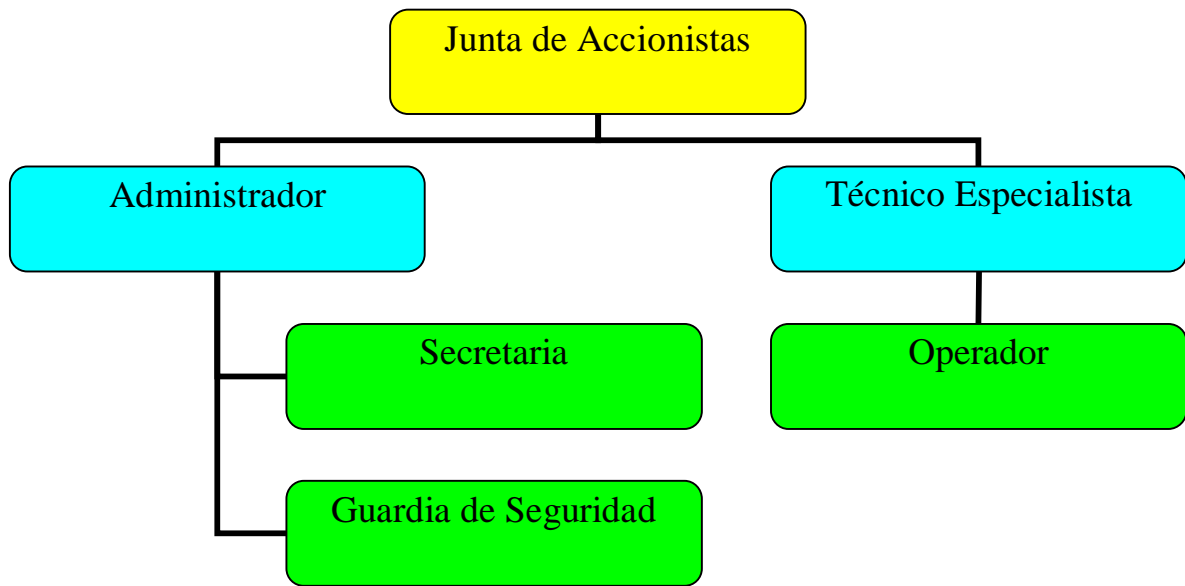 Junta de Accionistas
Administrador
Técnico Especialista
Secretaria
Operador
Guardia de Seguridad